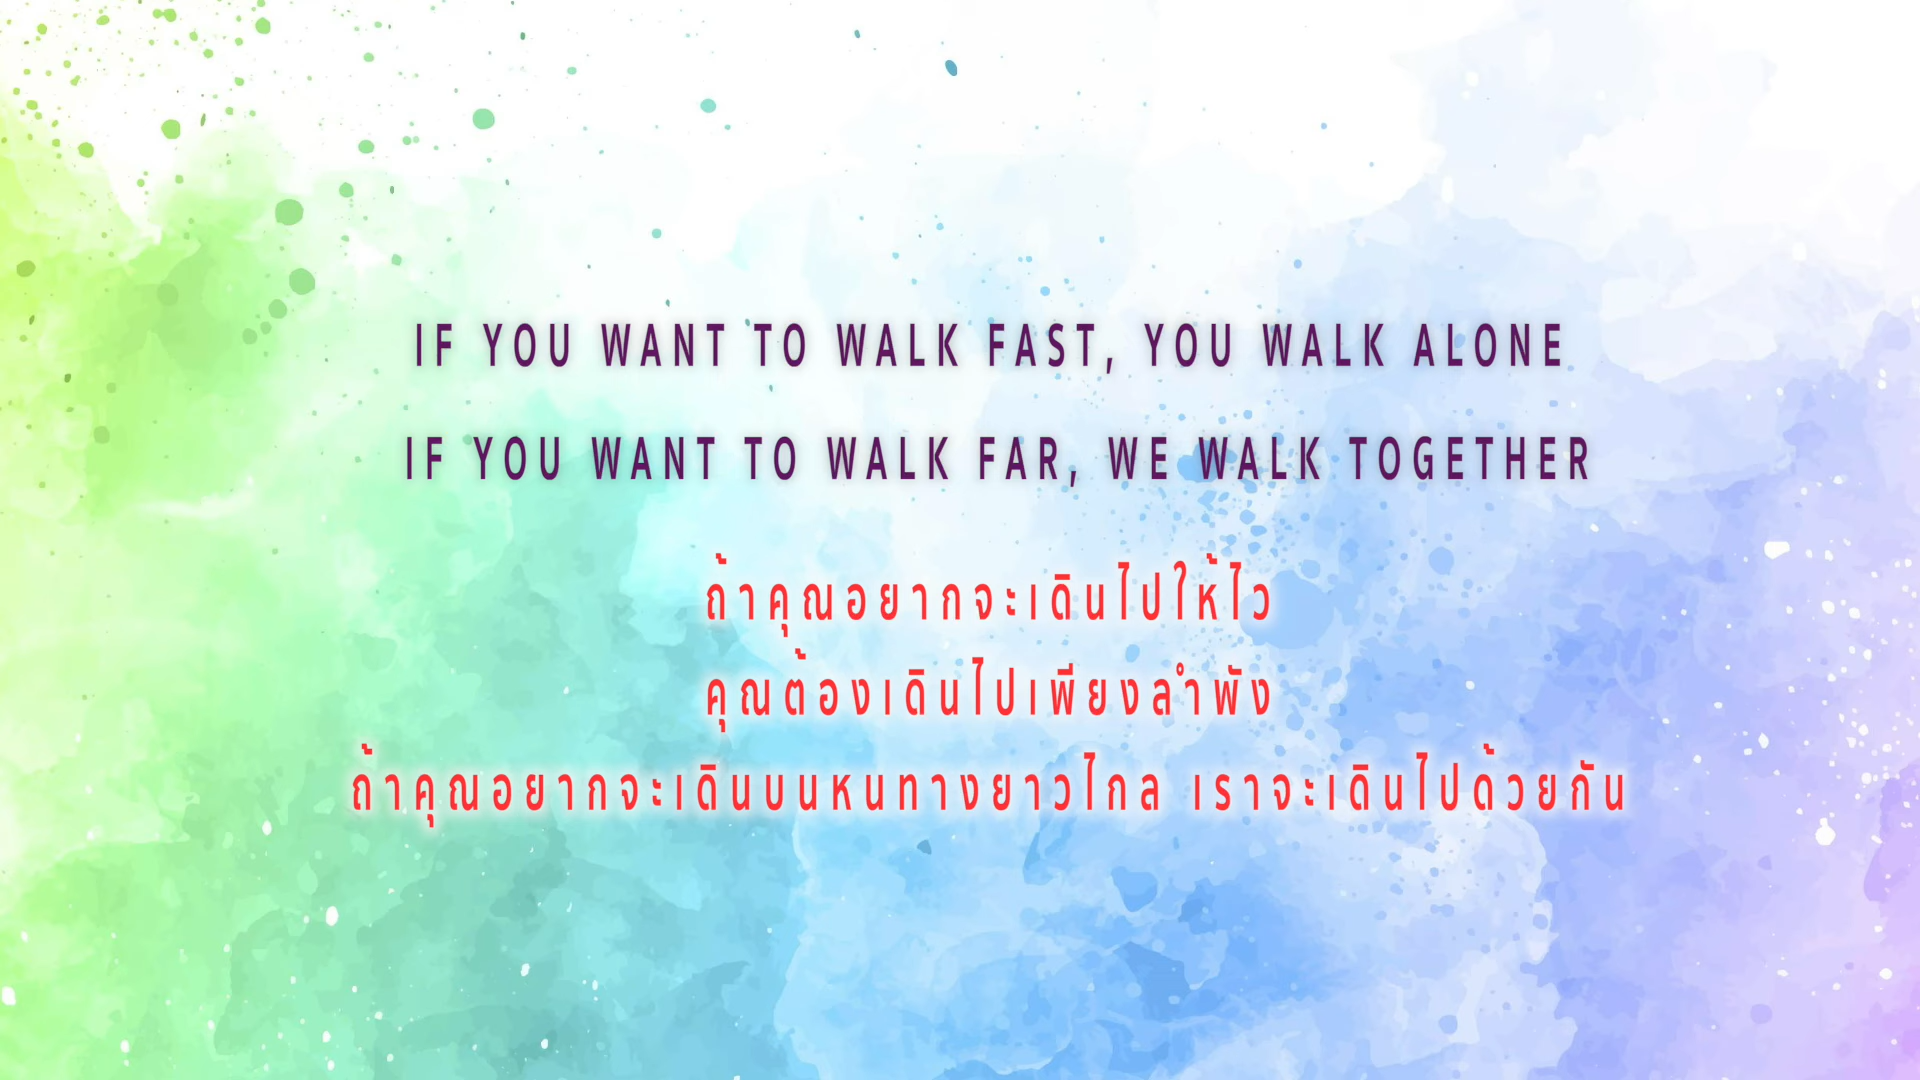 IF YOU WANT TO WALK FAST, YOU WALK ALONE
IF YOU WANT TO WALK FAR, WE WALK TOGETHER
ถ้าคุณอยากจะเดินไปให้ไว
คุณต้องเดินไปเพียงลำพัง
ถ้าคุณอยากจะเดินบนหนทางยาวไกล เราจะเดินไปด้วยกัน